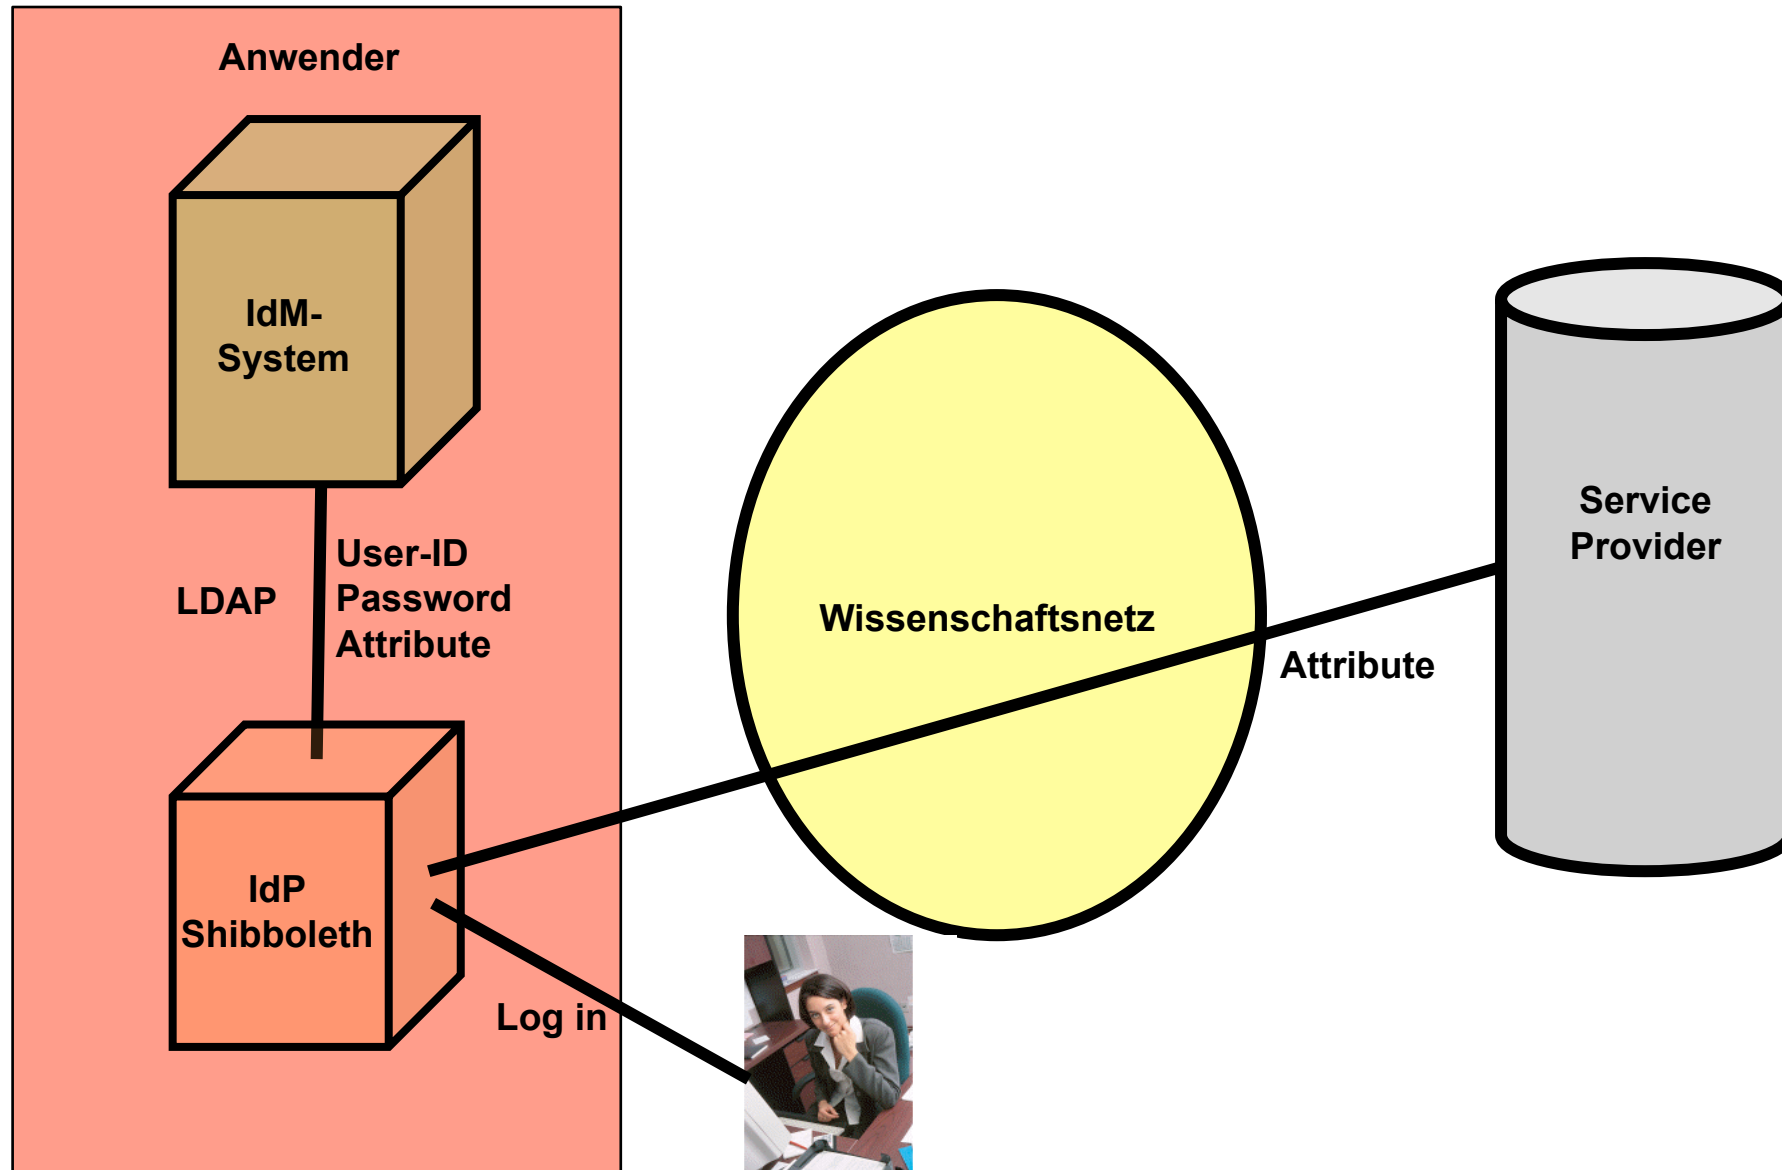 Anwender
IdM-
System
LDAP
User-ID
Password
Attribute
IdP
Shibboleth
Log in
Wissenschaftsnetz
Attribute
Service
Provider